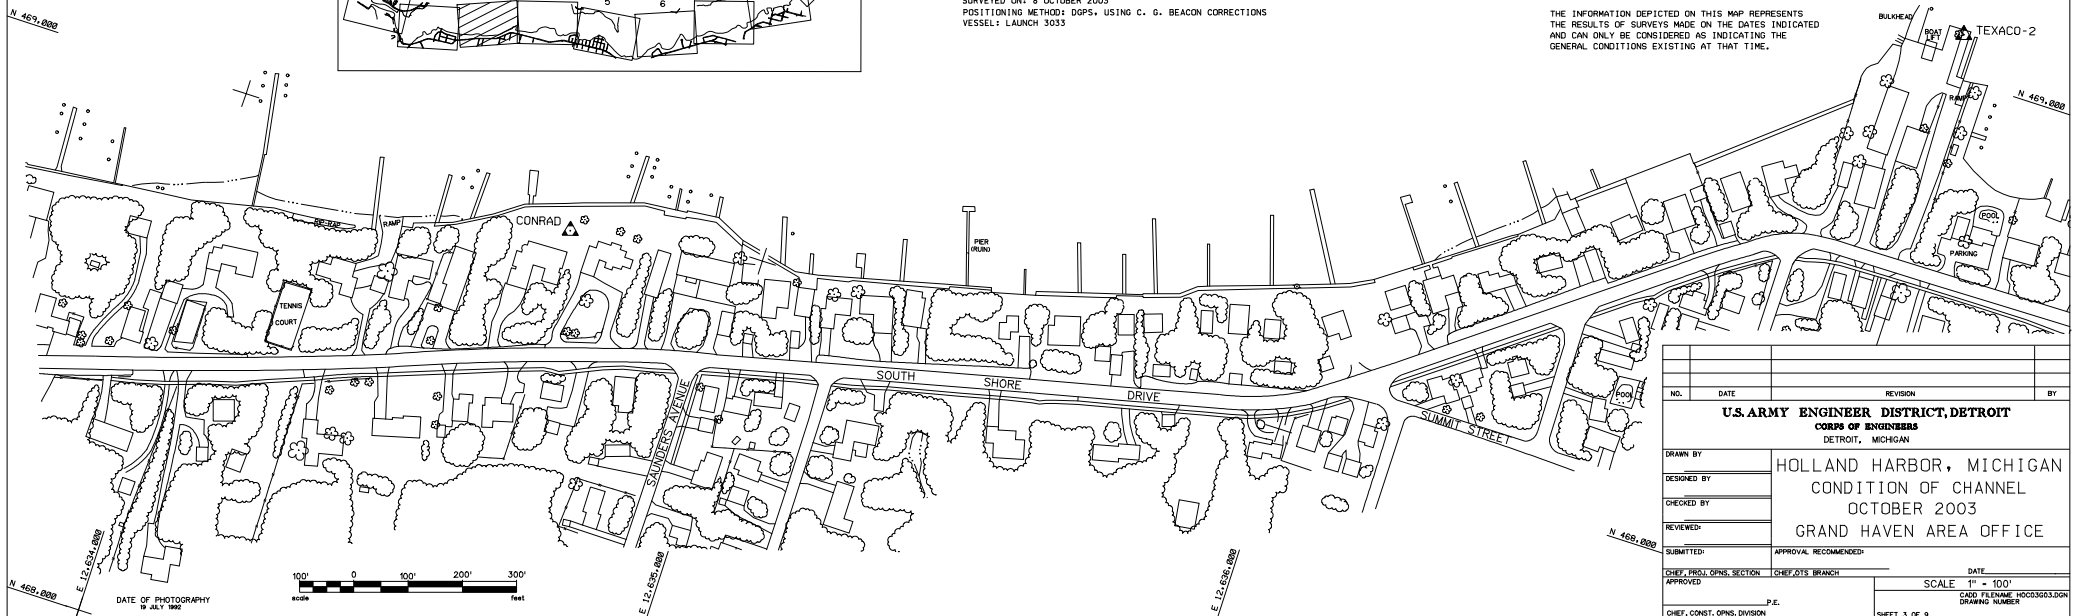 N 469,000
5
6
SURVEYED ON: 8 OCTOBER 2003
POSITIONING METHOD: DGPS. USING C. G. BEACON CORRECTIONS
VESSEL: LAUNCH 3033
THE INFORMATION DEPICTED ON THIS MAP REPRESENTS
THE RESULTS OF SURVEYS MADE ON THE DATES INDICATED
AND CAN ONLY BE CONSIDERED AS INDICATING THE
GENERAL CONDITIONS EXISTING AT THAT TIME.
BULKHEAD
BOAT
LIFT
TEXACO-2
RAMP
N 469,000
RIP-RAP
RAMP
CONRAD
PIER
(RUIN)
POOL
PARKING
TENNIS
COURT
SOUTH SHORE DRIVE
SAUNDERS AVENUE
SUMMIT STREET
POOL
NO. DATE REVISION BY
U.S. ARMY ENGINEER DISTRICT, DETROIT
CORPS OF ENGINEERS
DETROIT, MICHIGAN
DRAWN BY
DESIGNED BY
CHECKED BY
REVIEWED:
HOLLAND HARBOR, MICHIGAN
CONDITION OF CHANNEL
OCTOBER 2003
GRAND HAVEN AREA OFFICE
SUBMITTED: APPROVAL RECOMMENDED:
CHIEF, PROJ. OPNS. SECTION CHIEF,OTS BRANCH DATE
APPROVED
P.E.
CHIEF, CONST. OPNS. DIVISION
SCALE 1" - 100'
CADD FILENAME HOC03G03.DGN
DRAWING NUMBER
SHEET 3 OF 9
N 468,000
E 12,634,000
DATE OF PHOTOGRAPHY
19 JULY 1992
100' 0 100' 200' 300'
scale feet
E 12,635,000
E 12,636,000
N 468,000